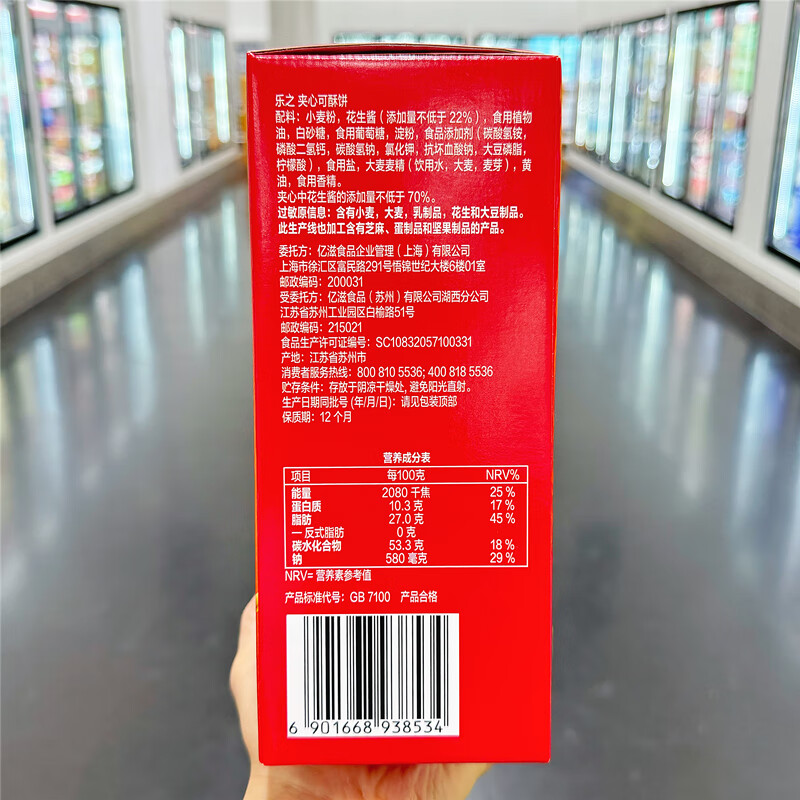 乐之 夹心可酥饼
配料：小麦粉，花生酱（添加量不低于 22%），食用植物
油，白砂糖，食用葡萄糖，淀粉，食品添加剂（碳酸氢铵，
磷酸二氢钙，碳酸氢钠，氯化钾，抗坏血酸钠，大豆磷脂，
柠檬酸），食用盐，大麦麦精（饮用水，大麦，麦芽），黄
油，食用香精。
夹心中花生酱的添加量不低于 70%。
过敏原信息：含有小麦，大麦，乳制品，花生和大豆制品。
此生产线也加工含有芝麻、蛋制品和坚果制品的产品。
委托方：亿滋食品企业管理（上海）有限公司
上海市徐汇区富民路291号悟锦世纪大楼6楼01室
邮政编码：200031
受委托方：亿滋食品（苏州）有限公司湖西分公司
江苏省苏州工业园区白榆路51号
邮政编码：215021
食品生产许可证编号：SC10832057100331
产地：江苏省苏州市
消费者服务热线：800 810 5536; 400 818 5536
贮存条件：存放于阴凉干燥处, 避免阳光直射。
生产日期同批号 (年/月/日)：请见包装顶部
保质期：12 个月
营养成分表
项目 每100克 NRV%
能量 2080 千焦 25 %
蛋白质 10.3 克 17 %
脂肪 27.0 克 45 %
— 反式脂肪 0 克
碳水化合物 53.3 克 18 %
钠 580 毫克 29 %
NRV= 营养素参考值
产品标准代号：GB 7100 产品合格
6 901668 938534